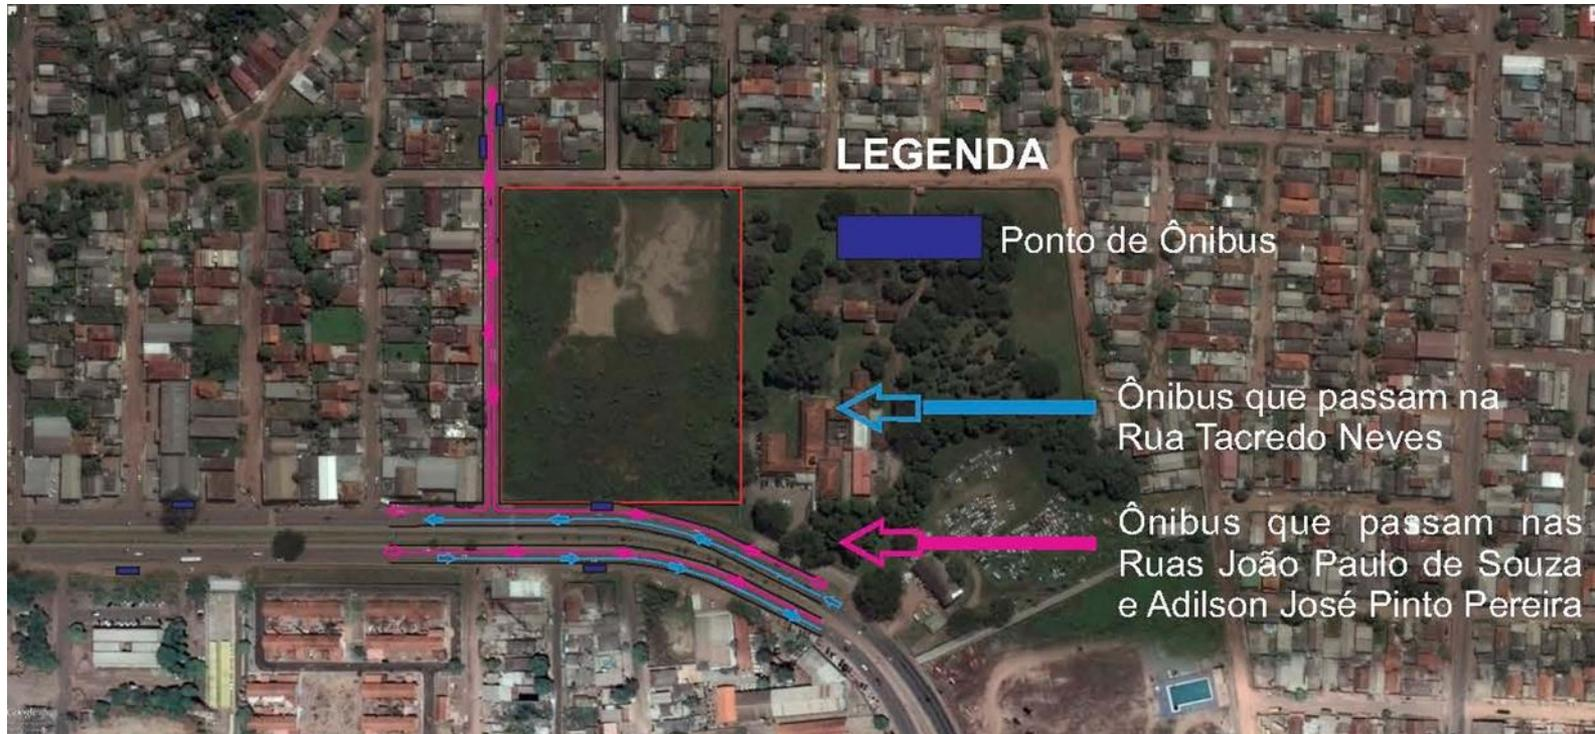 LEGENDA
Ponto de Ônibus
Ônibus que passam na
Rua Tacredo Neves
Ônibus que passam nas
Ruas João Paulo de Souza
e Adilson José Pinto Pereira
Google